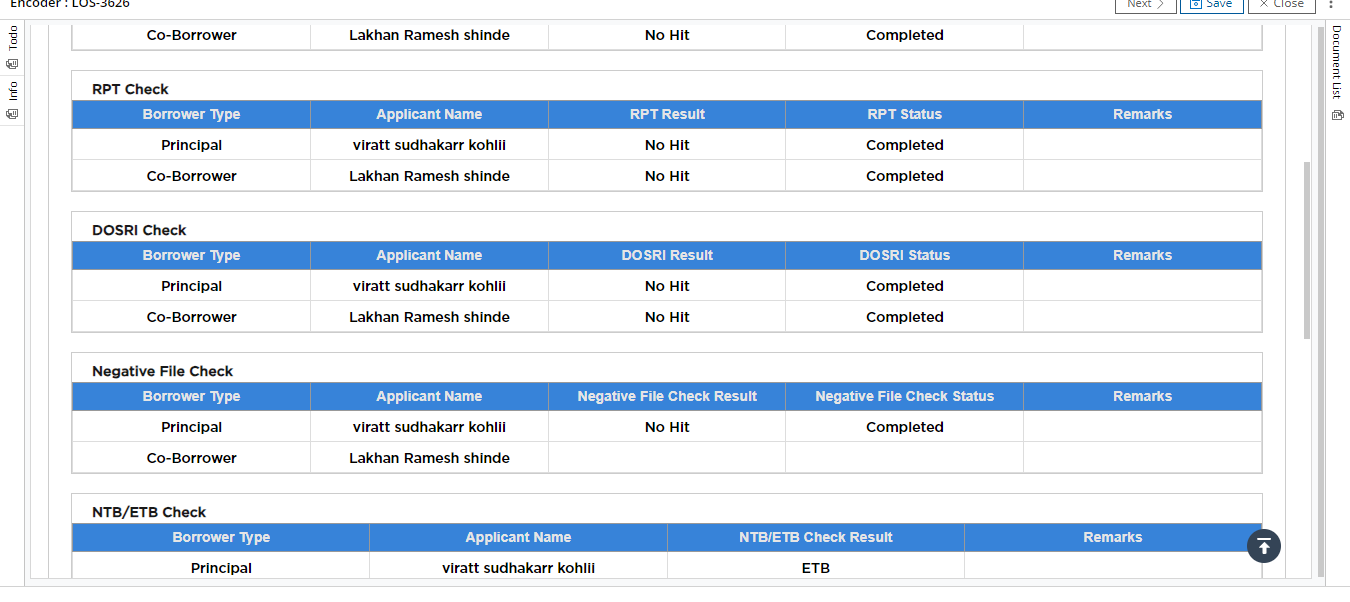 Encoder : LOS-3626
Next Save Close
Todo
Info
Document List
Co-Borrower Lakhan Ramesh shinde No Hit Completed
RPT Check
Borrower Type Applicant Name RPT Result RPT Status Remarks
Principal viratt sudhakarr kohlii No Hit Completed
Co-Borrower Lakhan Ramesh shinde No Hit Completed
DOSRI Check
Borrower Type Applicant Name DOSRI Result DOSRI Status Remarks
Principal viratt sudhakarr kohlii No Hit Completed
Co-Borrower Lakhan Ramesh shinde No Hit Completed
Negative File Check
Borrower Type Applicant Name Negative File Check Result Negative File Check Status Remarks
Principal viratt sudhakarr kohlii No Hit Completed
Co-Borrower Lakhan Ramesh shinde
NTB/ETB Check
Borrower Type Applicant Name NTB/ETB Check Result Remarks
Principal viratt sudhakarr kohlii ETB